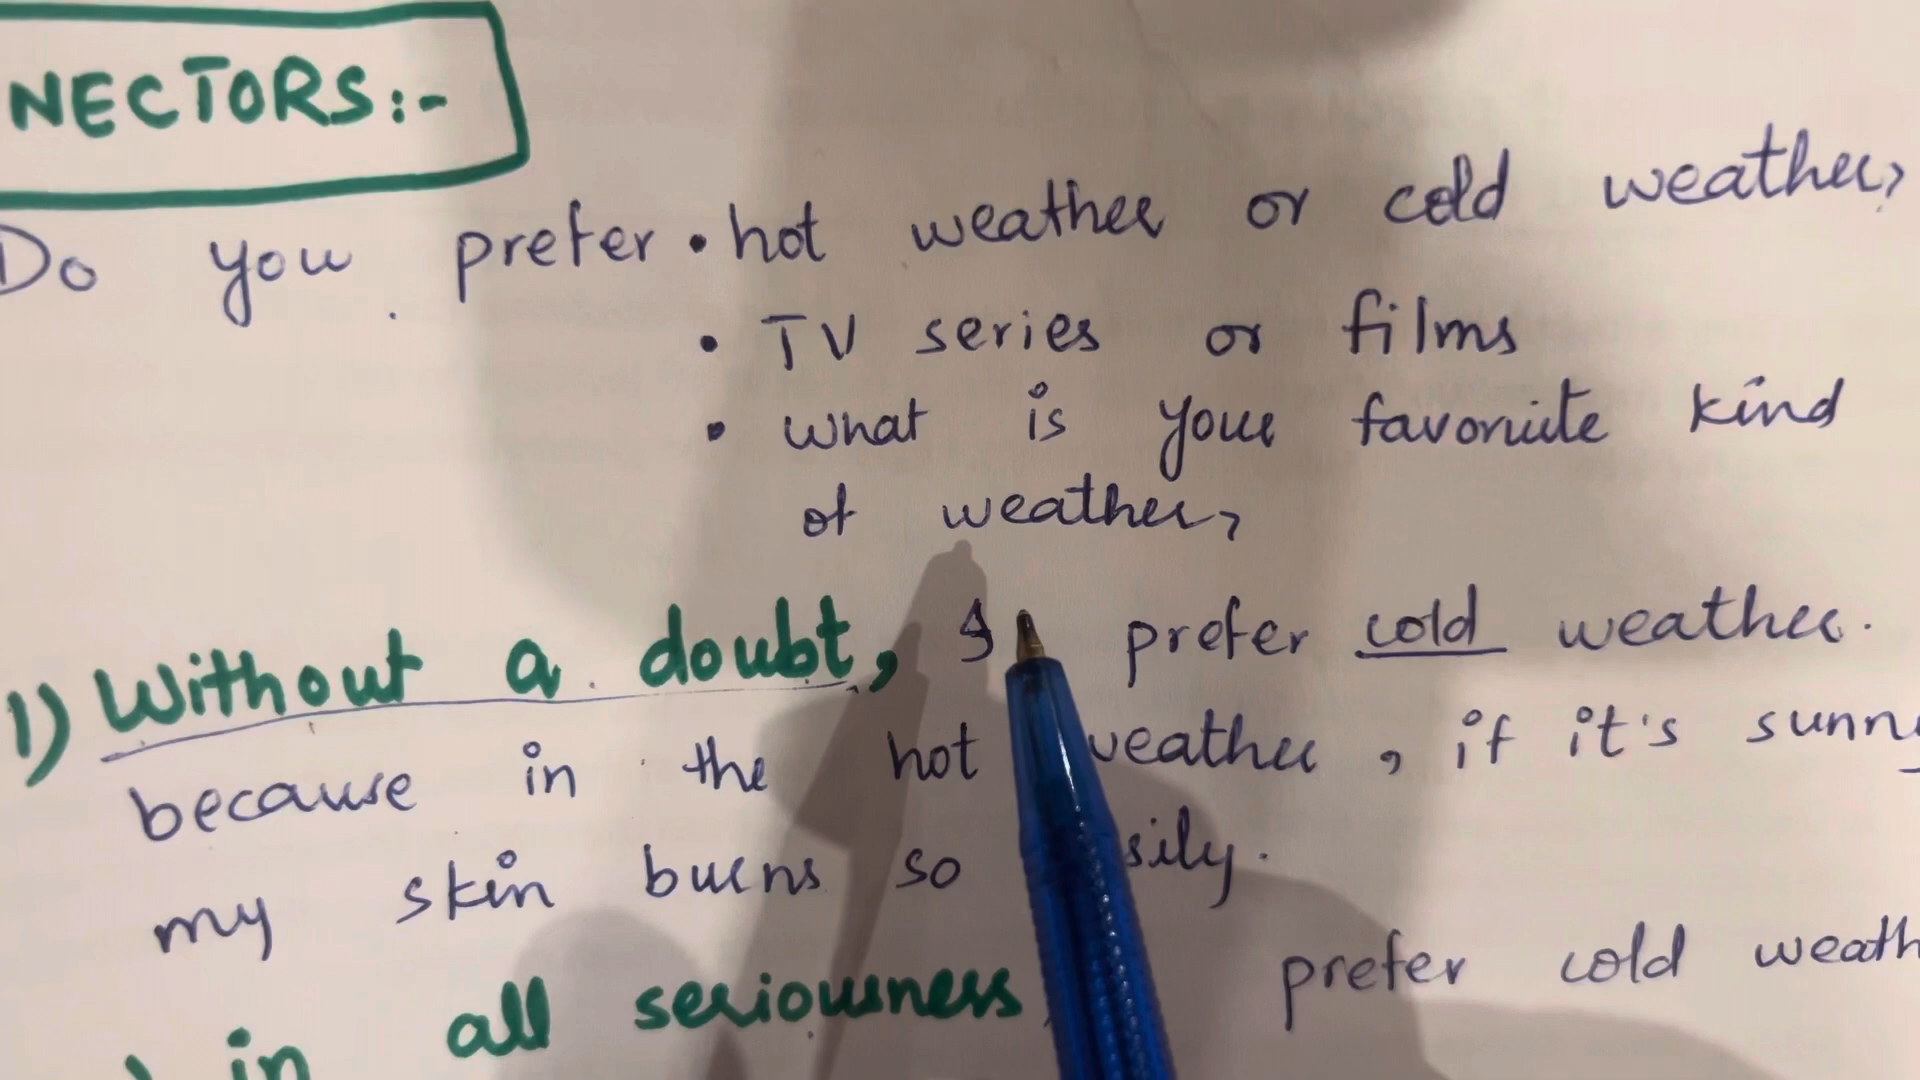 NECTORS:-
Do you prefer • hot weather or cold weather,
• TV series or films
• what is your favoruite kind
of weather,
1) Without a doubt, I prefer cold weather.
because in the hot weather, if it's sunny
my skin burns so
in all seriousness prefer cold